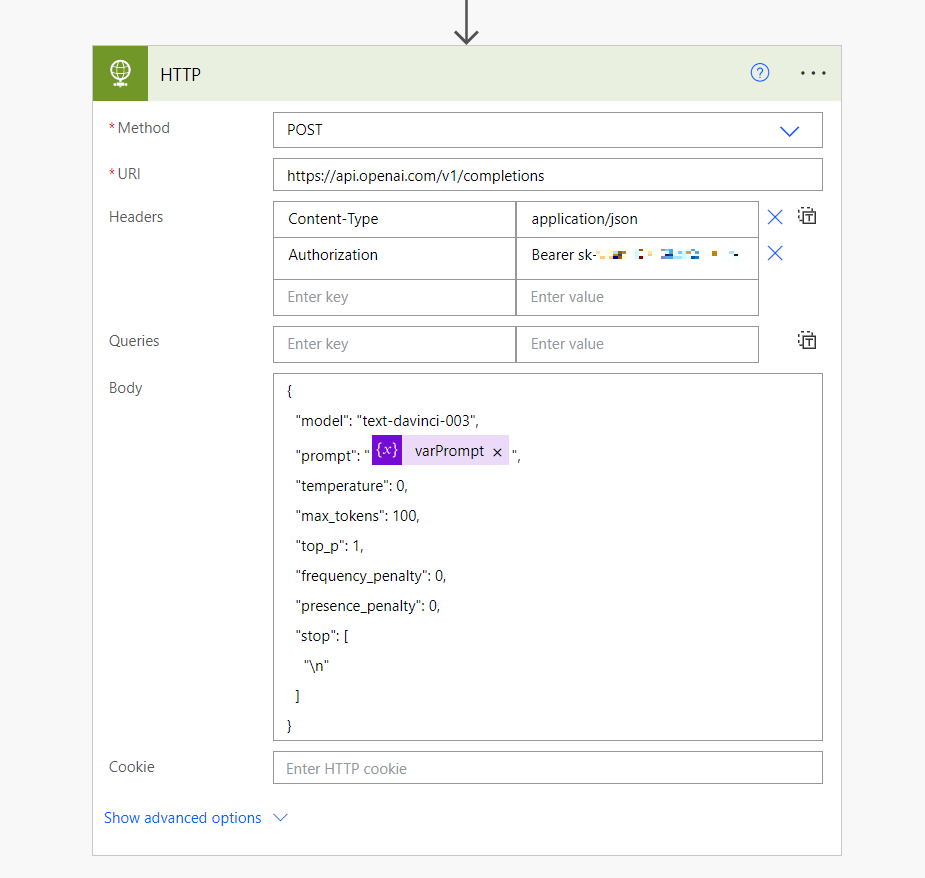 HTTP
* Method POST
* URI https://api.openai.com/v1/completions
Headers Content-Type application/json
Authorization Bearer sk-
Enter key Enter value
Queries Enter key Enter value
Body {
"model": "text-davinci-003",
"prompt": " {x} varPrompt × ",
"temperature": 0,
"max_tokens": 100,
"top_p": 1,
"frequency_penalty": 0,
"presence_penalty": 0,
"stop": [
"\n"
]
}
Cookie Enter HTTP cookie
Show advanced options